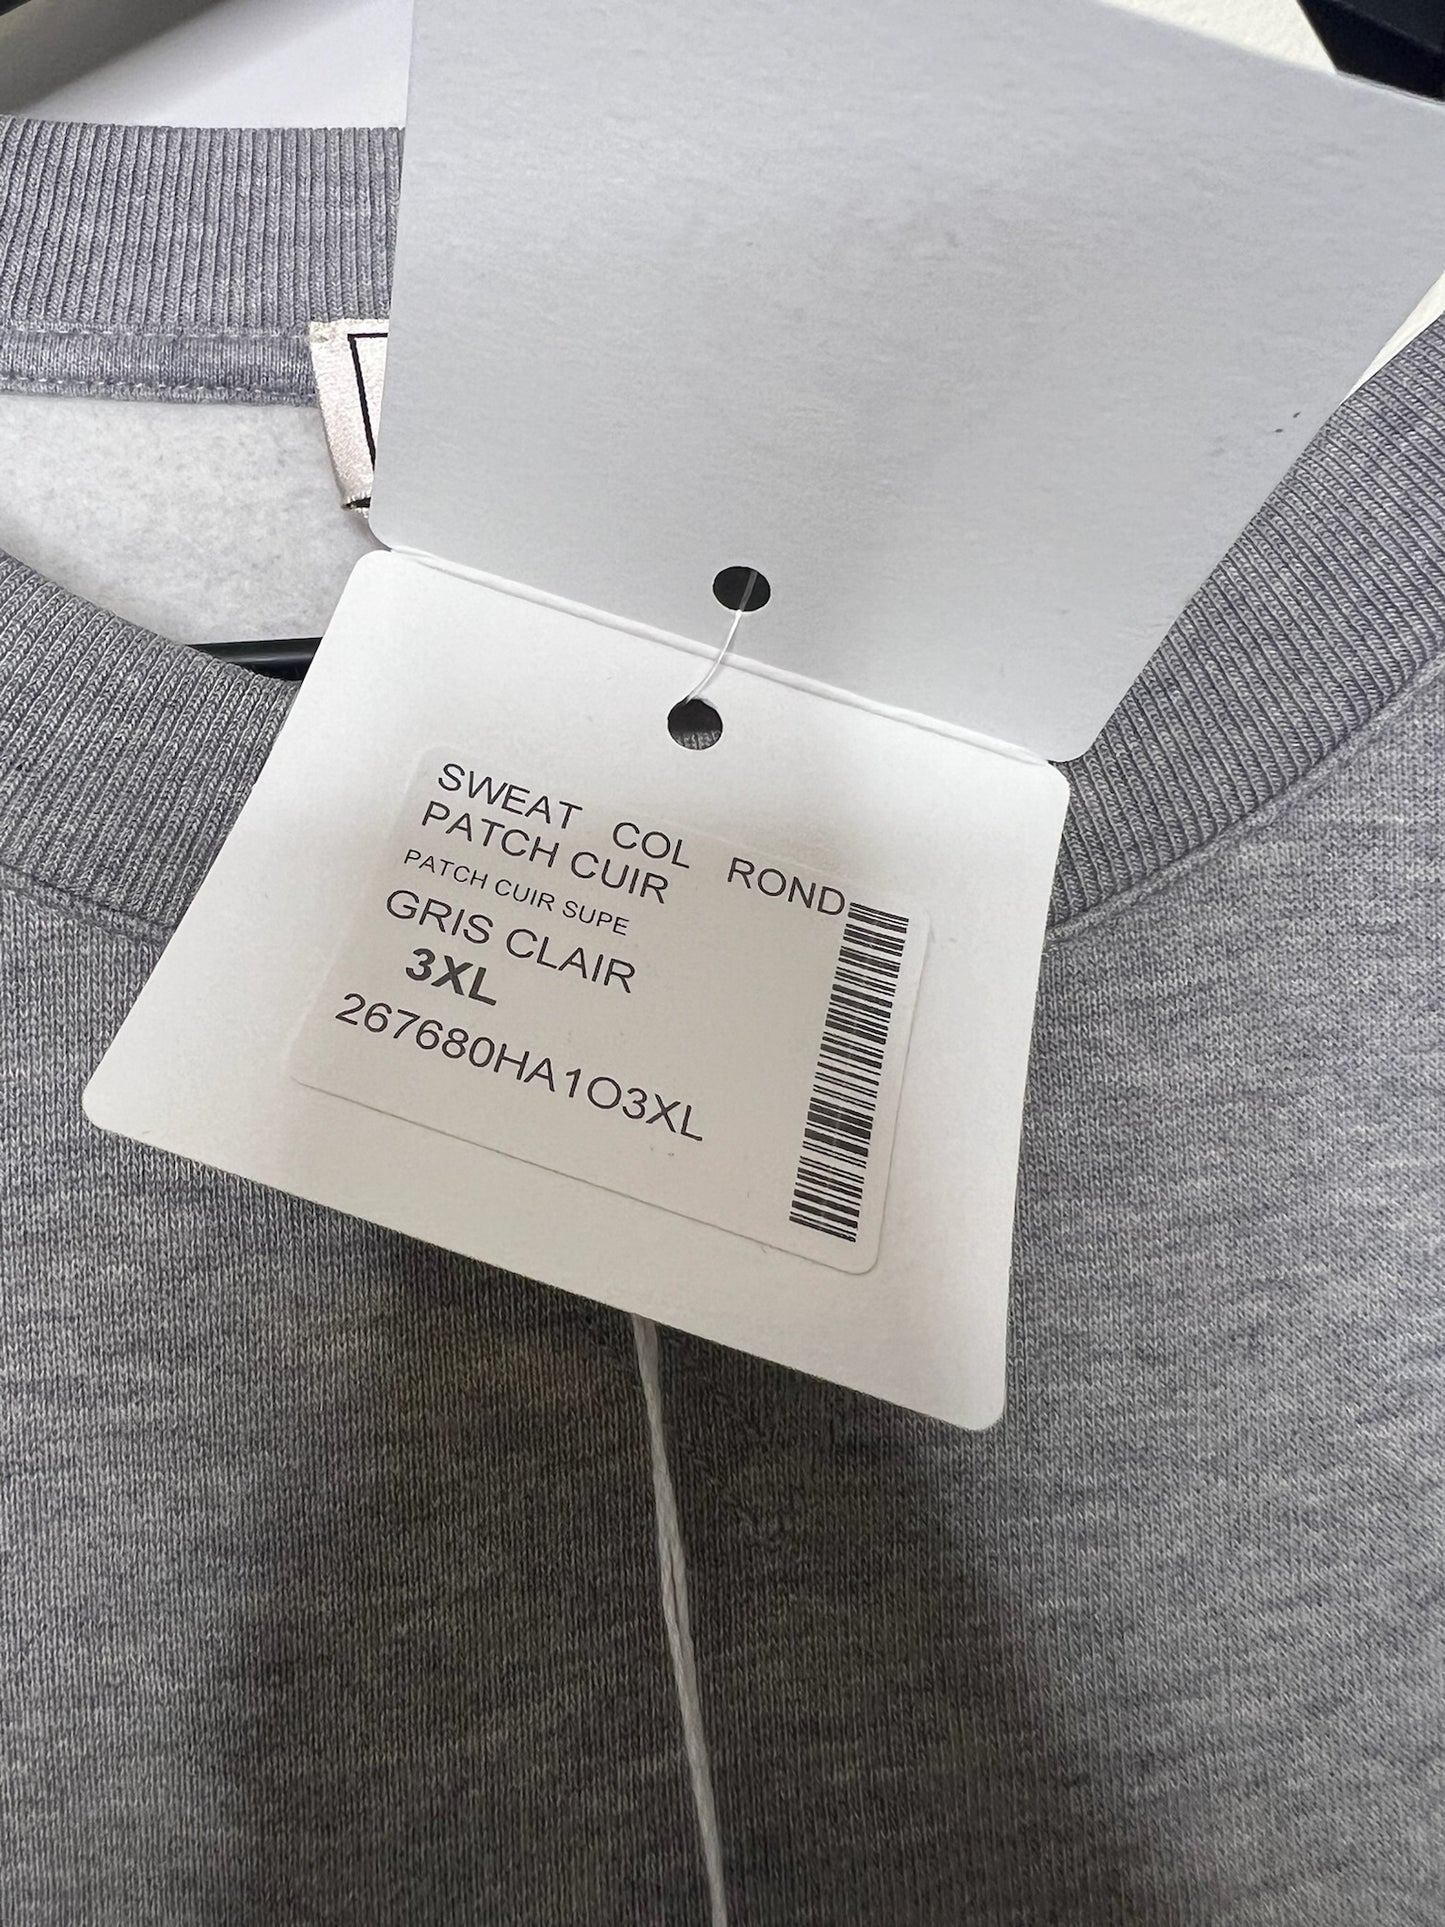 SWEAT COL ROND
PATCH CUIR
PATCH CUIR SUPE
GRIS CLAIR
3XL
267680HA1O3XL